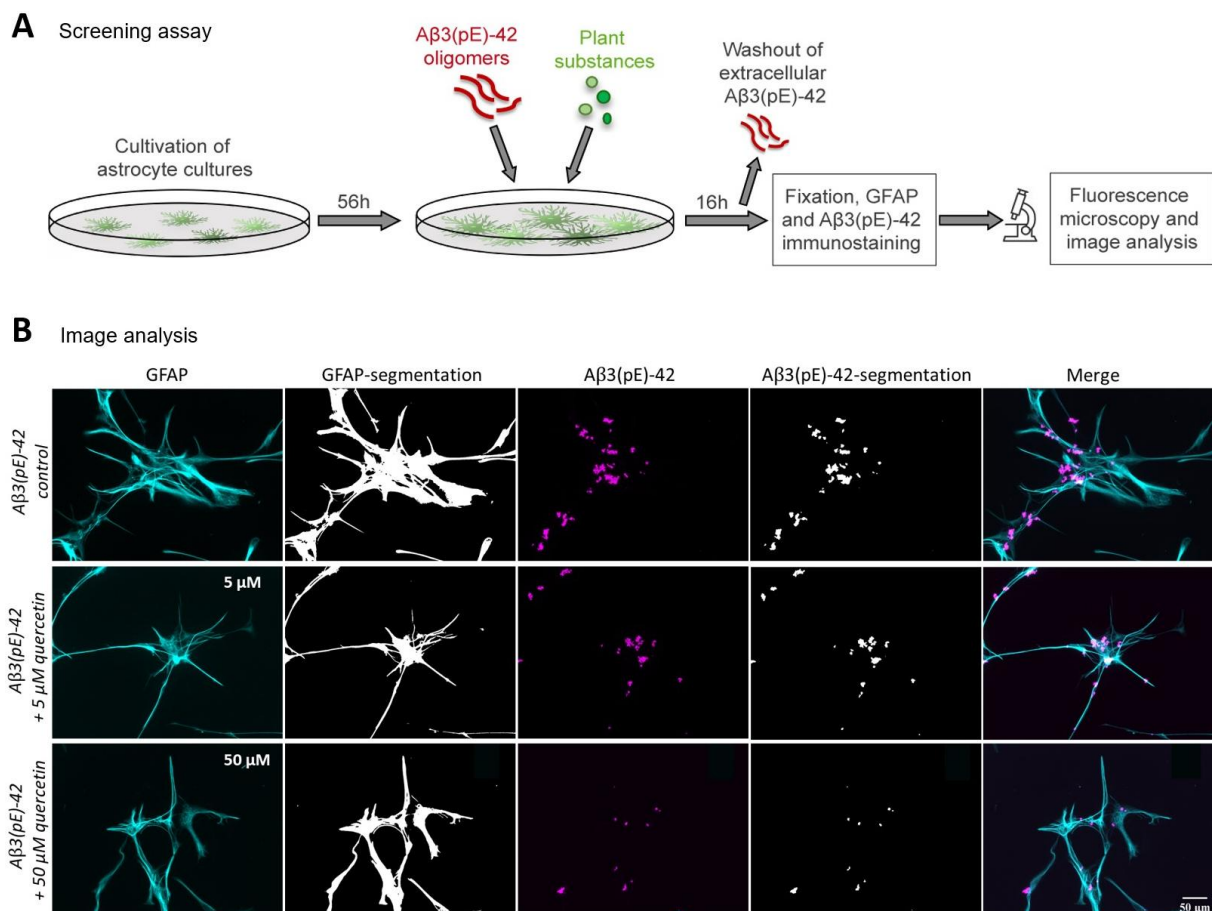 A Screening assay
Aβ3(pE)-42
oligomers
Plant
substances
Washout of
extracellular
Aβ3(pE)-42
Cultivation of
astrocyte cultures
56h
16h
Fixation, GFAP
and Aβ3(pE)-42
immunostaining
Fluorescence
microscopy and
image analysis
B Image analysis
GFAP
GFAP-segmentation
Aβ3(pE)-42
Aβ3(pE)-42-segmentation
Merge
Aβ3(pE)-42
control
Aβ3(pE)-42
+ 5 µM quercetin
5 µM
Aβ3(pE)-42
+ 50 µM quercetin
50 µM
50 µm